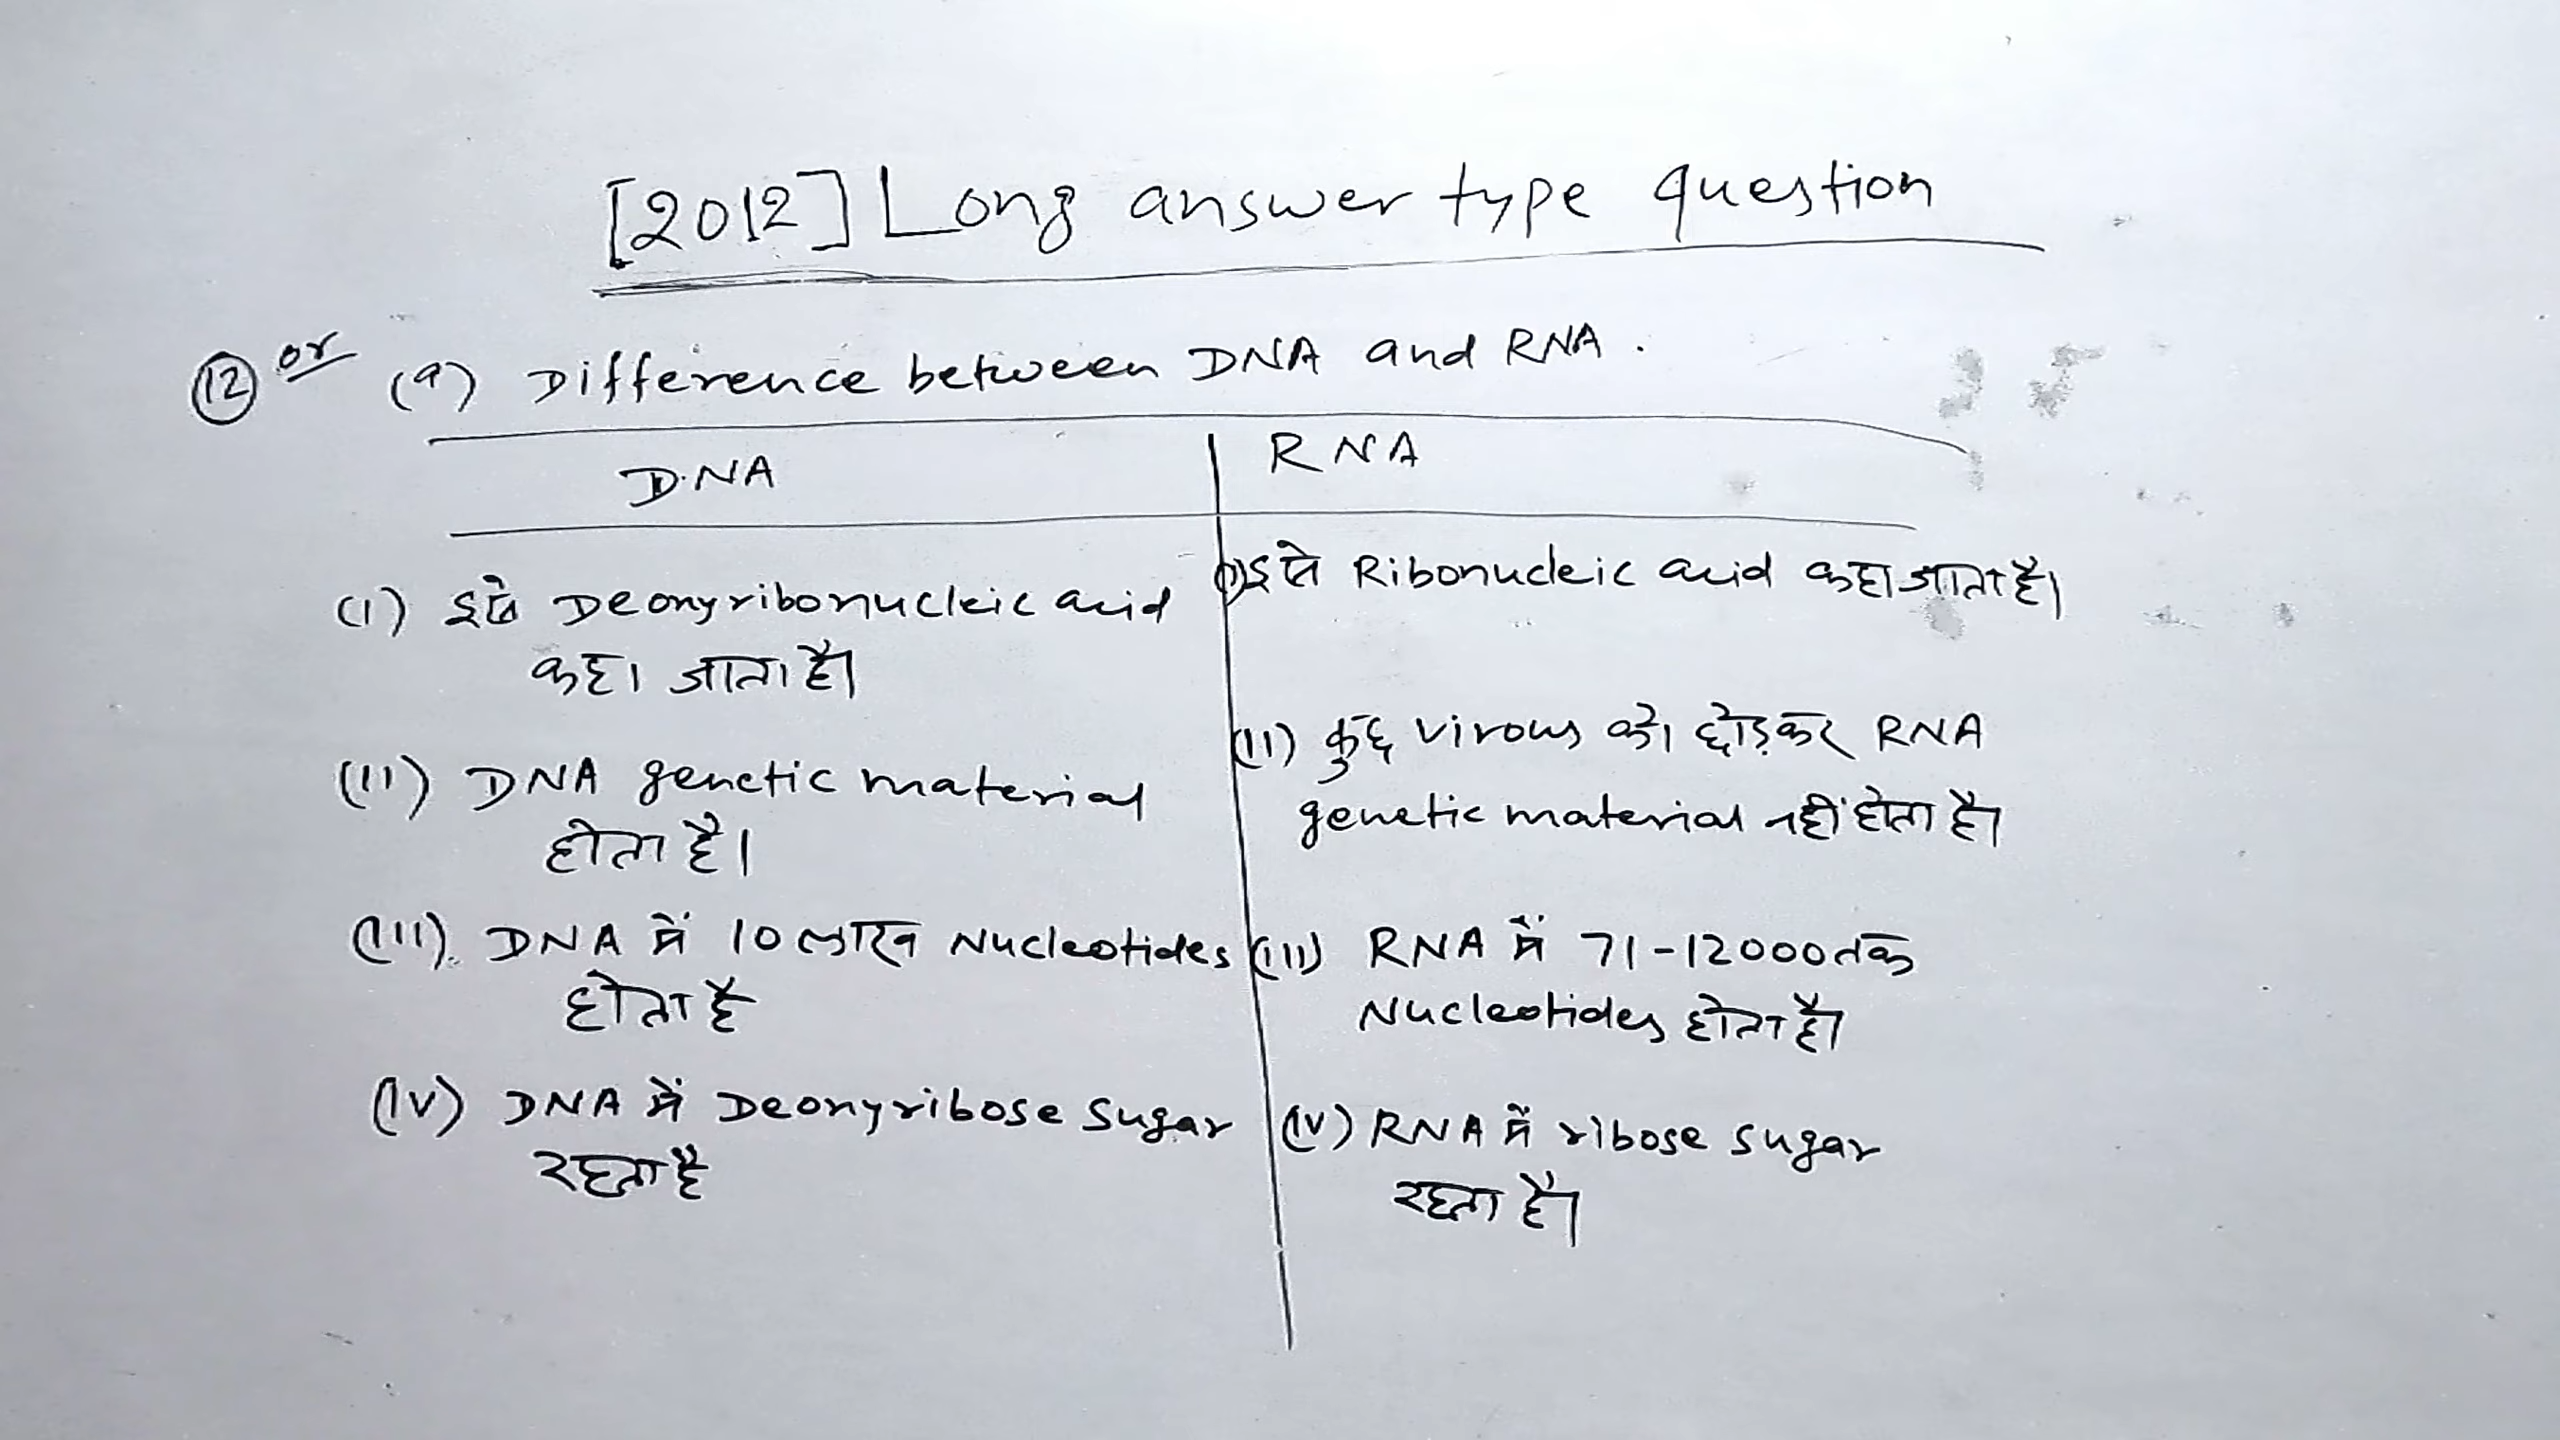 [2012] Long answer type question
12 or (a) Difference between DNA and RNA.
DNA
RNA
(I) इसे Deonyribonucleic acid
कहा जाता है।
(I) इसे Ribonucleic acid कहा जाता है।
(II) DNA genetic material
होता है।
(II) कुछ virous को छोड़कर RNA
genetic material नहीं होता है।
(III). DNA में 10 लाख Nucleotides
होता है
(III) RNA में 71-12000 तक
Nucleotides होता है।
(IV) DNA में Deonyribose sugar
रहता है
(IV) RNA में ribose sugar
रहता है।